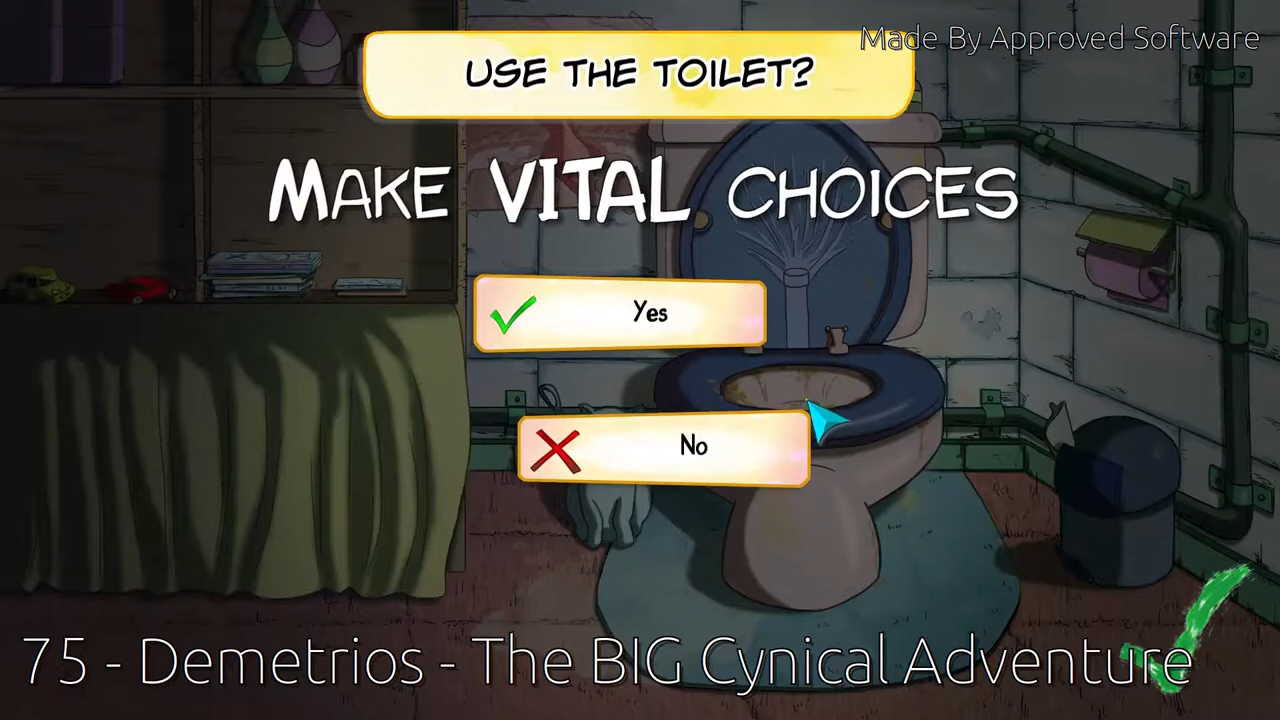 Made By Approved Software
USE THE TOILET?
MAKE VITAL CHOICES
Yes
No
75 - Demetrios - The BIG Cynical Adventure